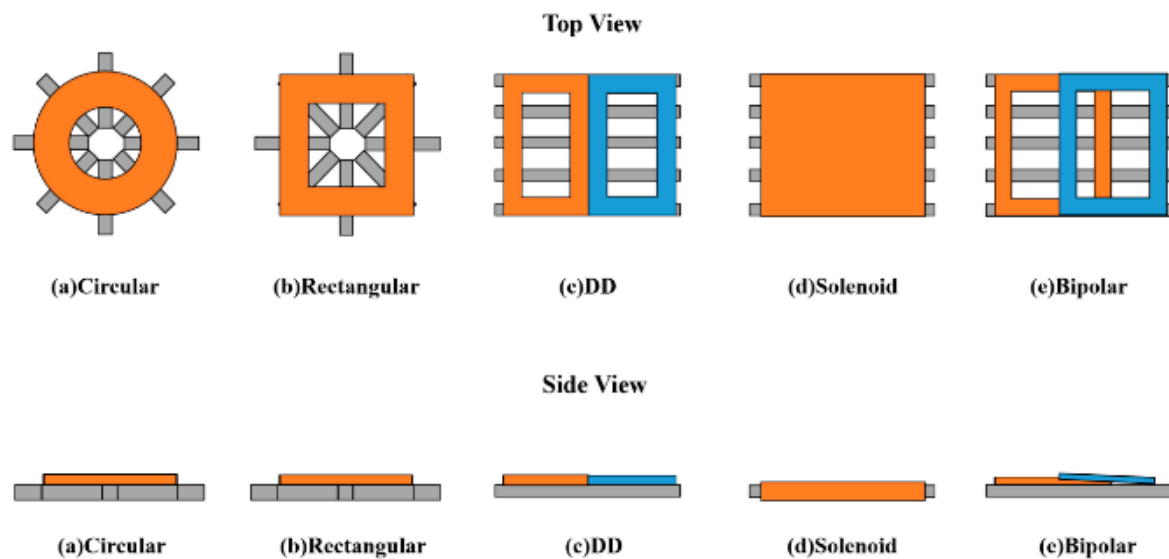 Top View
(a)Circular
(b)Rectangular
(c)DD
(d)Solenoid
(e)Bipolar
Side View
(a)Circular
(b)Rectangular
(c)DD
(d)Solenoid
(e)Bipolar